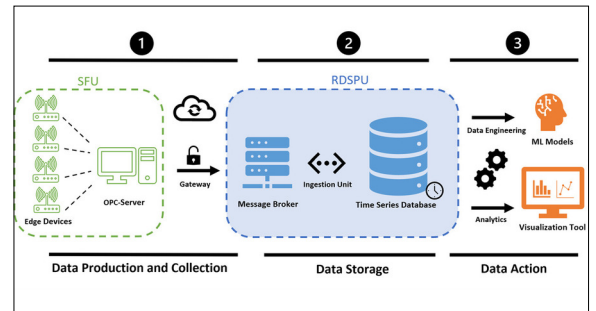 1
2
3
SFU
RDSPU
Edge Devices
OPC-Server
Gateway
Message Broker
Ingestion Unit
Time Series Database
Data Engineering
ML Models
Analytics
Visualization Tool
Data Production and Collection
Data Storage
Data Action